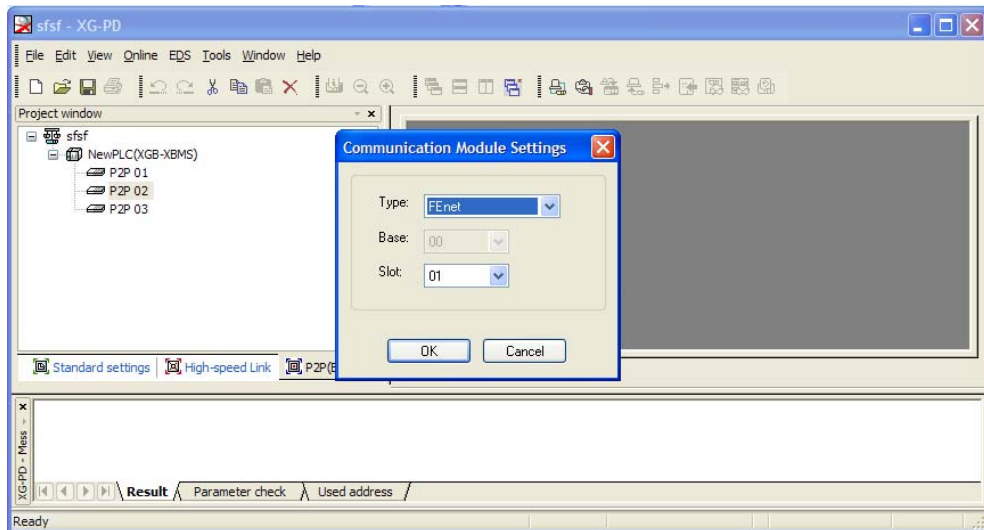 sfsf - XG-PD
File Edit View Online EDS Tools Window Help
Project window
sfsf
NewPLC(XGB-XBMS)
P2P 01
P2P 02
P2P 03
Communication Module Settings
Type: FEnet
Base: 00
Slot: 01
OK Cancel
Standard settings High-speed Link P2P(E
XG-PD - Mess
Result Parameter check Used address
Ready